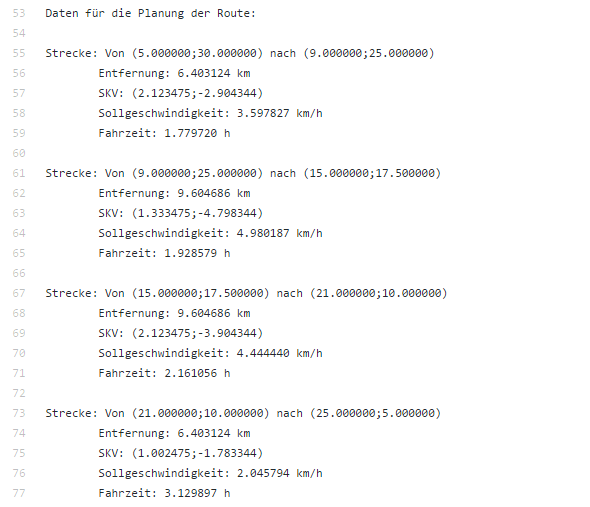 53 Daten für die Planung der Route:
54
55 Strecke: Von (5.000000;30.000000) nach (9.000000;25.000000)
56 Entfernung: 6.403124 km
57 SKV: (2.123475;-2.904344)
58 Sollgeschwindigkeit: 3.597827 km/h
59 Fahrzeit: 1.779720 h
60
61 Strecke: Von (9.000000;25.000000) nach (15.000000;17.500000)
62 Entfernung: 9.604686 km
63 SKV: (1.333475;-4.798344)
64 Sollgeschwindigkeit: 4.980187 km/h
65 Fahrzeit: 1.928579 h
66
67 Strecke: Von (15.000000;17.500000) nach (21.000000;10.000000)
68 Entfernung: 9.604686 km
69 SKV: (2.123475;-3.904344)
70 Sollgeschwindigkeit: 4.444440 km/h
71 Fahrzeit: 2.161056 h
72
73 Strecke: Von (21.000000;10.000000) nach (25.000000;5.000000)
74 Entfernung: 6.403124 km
75 SKV: (1.002475;-1.783344)
76 Sollgeschwindigkeit: 2.045794 km/h
77 Fahrzeit: 3.129897 h